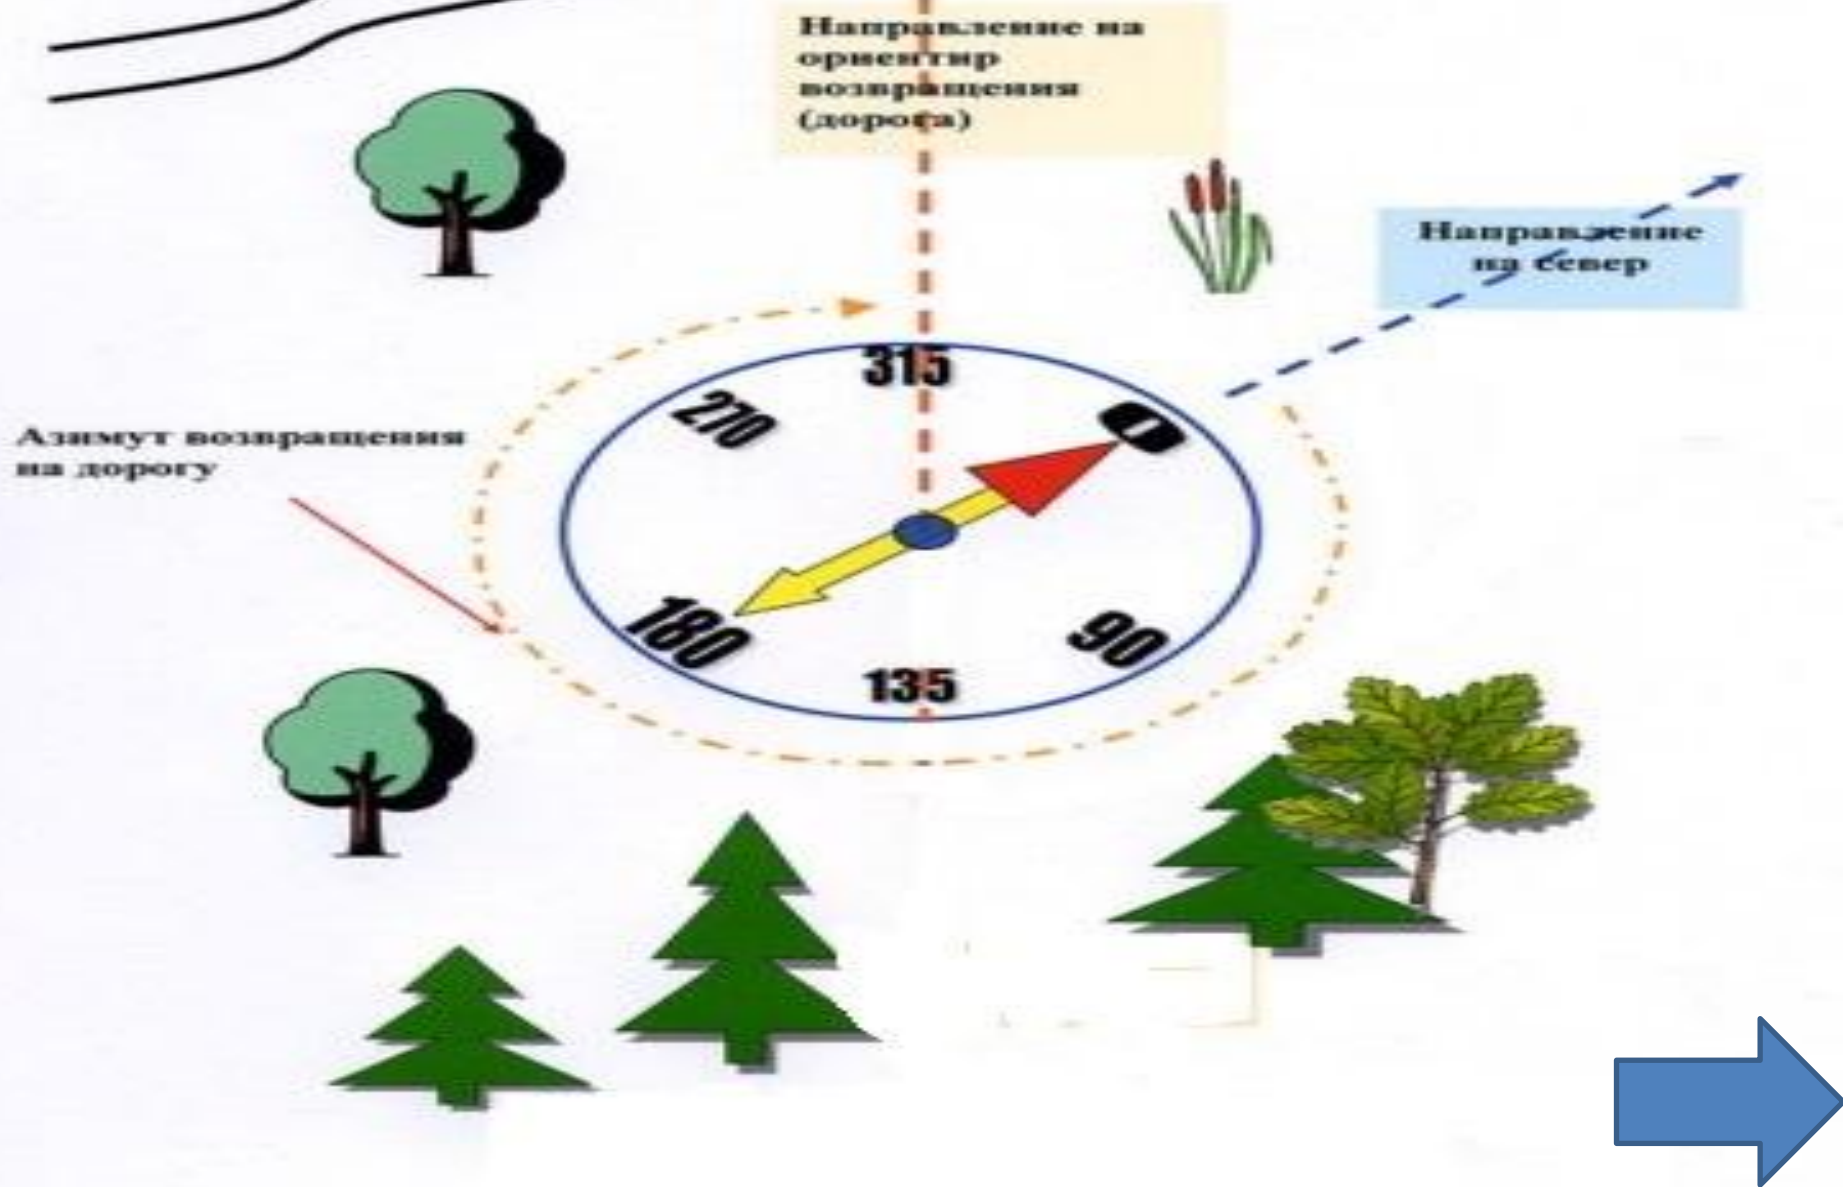 Направление на
ориентир
возвращения
(дорога)
Направление
на север
315
270
0
Азимут возвращения
на дорогу
180
90
135